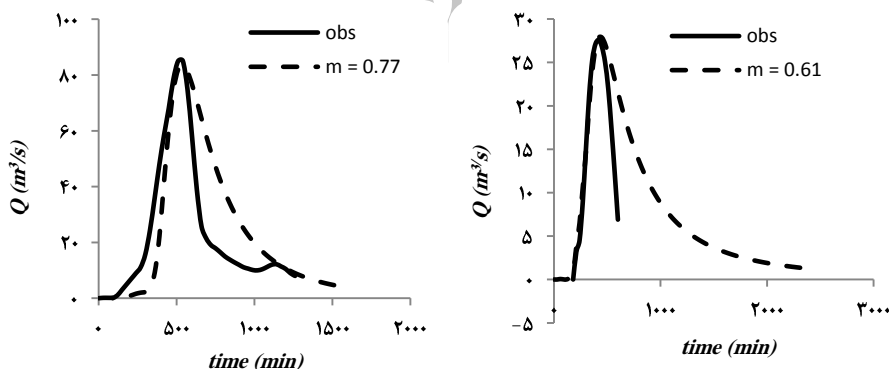 ۱۰۰
۸۰
۶۰
۴۰
۲۰
۰
Q (m³/s)
obs
m = 0.77
۰
۵۰۰
۱۰۰۰
۱۵۰۰
۲۰۰۰
time (min)
۳۰
۲۵
۲۰
۱۵
۱۰
۵
۰
−۵
Q (m³/s)
obs
m = 0.61
۰
۱۰۰۰
۲۰۰۰
۳۰۰۰
time (min)